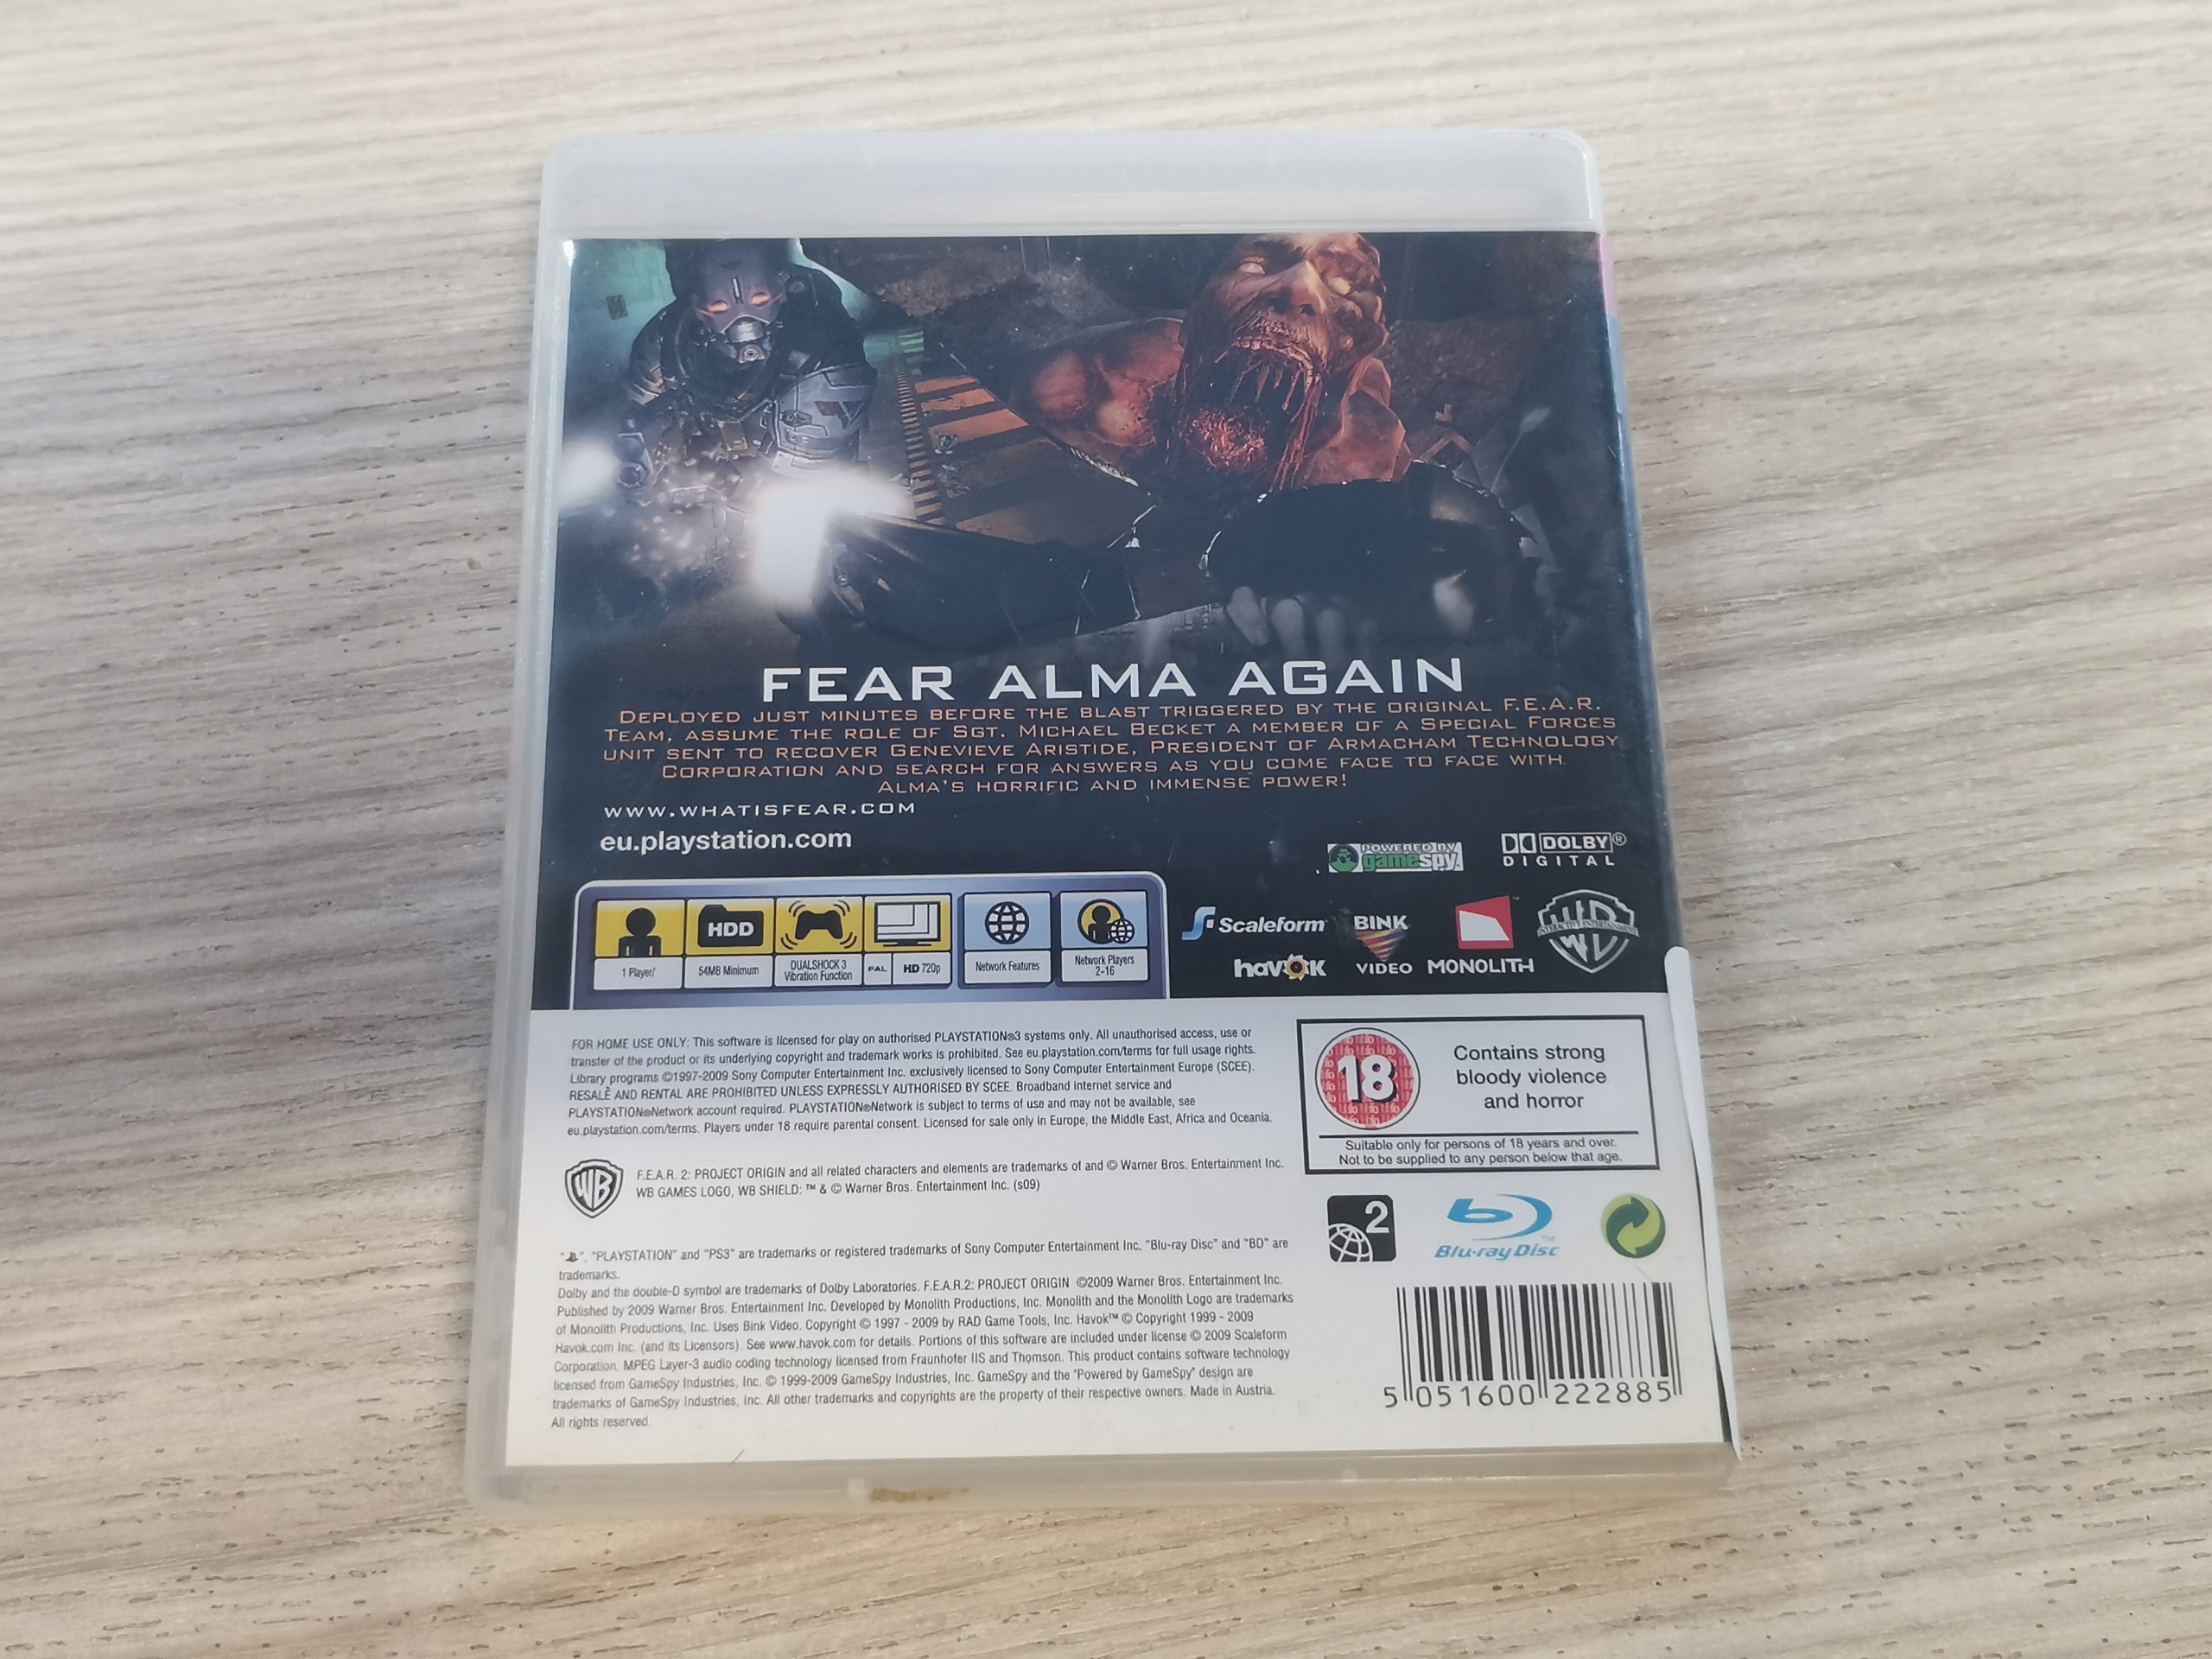 FEAR ALMA AGAIN
DEPLOYED JUST MINUTES BEFORE THE BLAST TRIGGERED BY THE ORIGINAL F.E.A.R.
TEAM, ASSUME THE ROLE OF SGT. MICHAEL BECKET A MEMBER OF A SPECIAL FORCES
UNIT SENT TO RECOVER GENEVIEVE ARISTIDE, PRESIDENT OF ARMACHAM TECHNOLOGY
CORPORATION AND SEARCH FOR ANSWERS AS YOU COME FACE TO FACE WITH
ALMA'S HORRIFIC AND IMMENSE POWER!
WWW.WHATISFEAR.COM
eu.playstation.com
POWERED BY
gamespy.
DOLBY®
DIGITAL
HDD
1 Player/
54MB Minimum
DUALSHOCK 3
Vibration Function
PAL
HD 720p
Network Features
Network Players
2-16
Scaleform
BINK
VIDEO
havok
MONOLITH
WB
INTERACTIVE ENTERTAINMENT
FOR HOME USE ONLY: This software is licensed for play on authorised PLAYSTATION®3 systems only. All unauthorised access, use or
transfer of the product or its underlying copyright and trademark works is prohibited. See eu.playstation.com/terms for full usage rights.
Library programs ©1997-2009 Sony Computer Entertainment Inc. exclusively licensed to Sony Computer Entertainment Europe (SCEE).
RESALE AND RENTAL ARE PROHIBITED UNLESS EXPRESSLY AUTHORISED BY SCEE. Broadband internet service and
PLAYSTATION®Network account required. PLAYSTATION®Network is subject to terms of use and may not be available, see
eu.playstation.com/terms. Players under 18 require parental consent. Licensed for sale only in Europe, the Middle East, Africa and Oceania.
18
Contains strong
bloody violence
and horror
Suitable only for persons of 18 years and over.
Not to be supplied to any person below that age.
WB
F.E.A.R. 2: PROJECT ORIGIN and all related characters and elements are trademarks of and © Warner Bros. Entertainment Inc.
WB GAMES LOGO, WB SHIELD: ™ & © Warner Bros. Entertainment Inc. (s09)
2
Blu-ray Disc
TM
"", "PLAYSTATION" and "PS3" are trademarks or registered trademarks of Sony Computer Entertainment Inc. "Blu-ray Disc" and "BD" are
trademarks.
Dolby and the double-D symbol are trademarks of Dolby Laboratories. F.E.A.R.2: PROJECT ORIGIN ©2009 Warner Bros. Entertainment Inc.
Published by 2009 Warner Bros. Entertainment Inc. Developed by Monolith Productions, Inc. Monolith and the Monolith Logo are trademarks
of Monolith Productions, Inc. Uses Bink Video. Copyright © 1997 - 2009 by RAD Game Tools, Inc. Havok™ © Copyright 1999 - 2009
Havok.com Inc. (and its Licensors). See www.havok.com for details. Portions of this software are included under license © 2009 Scaleform
Corporation. MPEG Layer-3 audio coding technology licensed from Fraunhofer IIS and Thomson. This product contains software technology
licensed from GameSpy Industries, Inc. © 1999-2009 GameSpy Industries, Inc. GameSpy and the "Powered by GameSpy" design are
trademarks of GameSpy Industries, Inc. All other trademarks and copyrights are the property of their respective owners. Made in Austria.
All rights reserved.
5 051600 222885